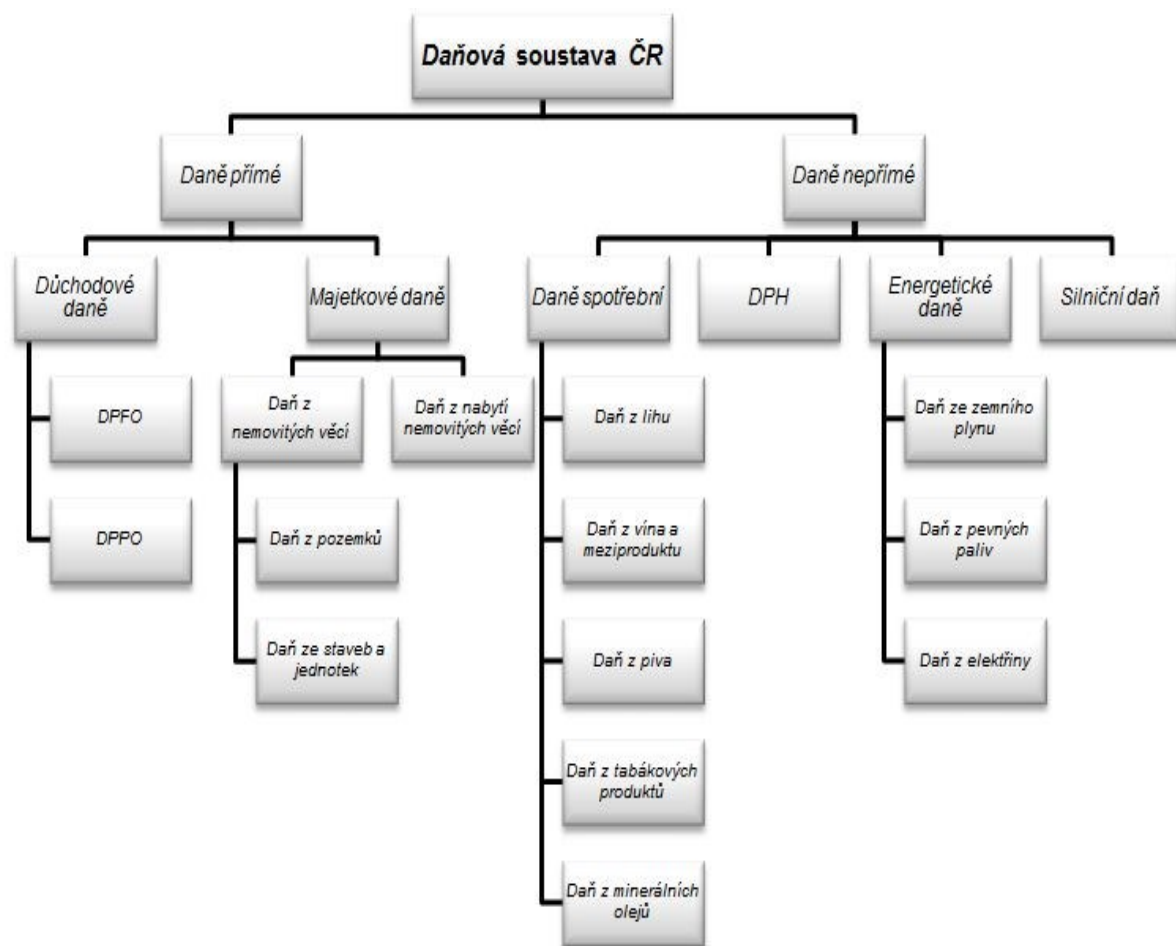 Daňová soustava ČR
Daně přímé
Daně nepřímé
Důchodové
daně
Majetkové daně
Daně spotřební
DPH
Energetické
daně
Silniční daň
DPFO
DPPO
Daň z
nemovitých věcí
Daň z nabytí
nemovitých věcí
Daň z pozemků
Daň ze staveb a
jednotek
Daň z lihu
Daň z vína a
meziproduktu
Daň z piva
Daň z tabákových
produktů
Daň z minerálních
olejů
Daň ze zemního
plynu
Daň z pevných
paliv
Daň z elektřiny